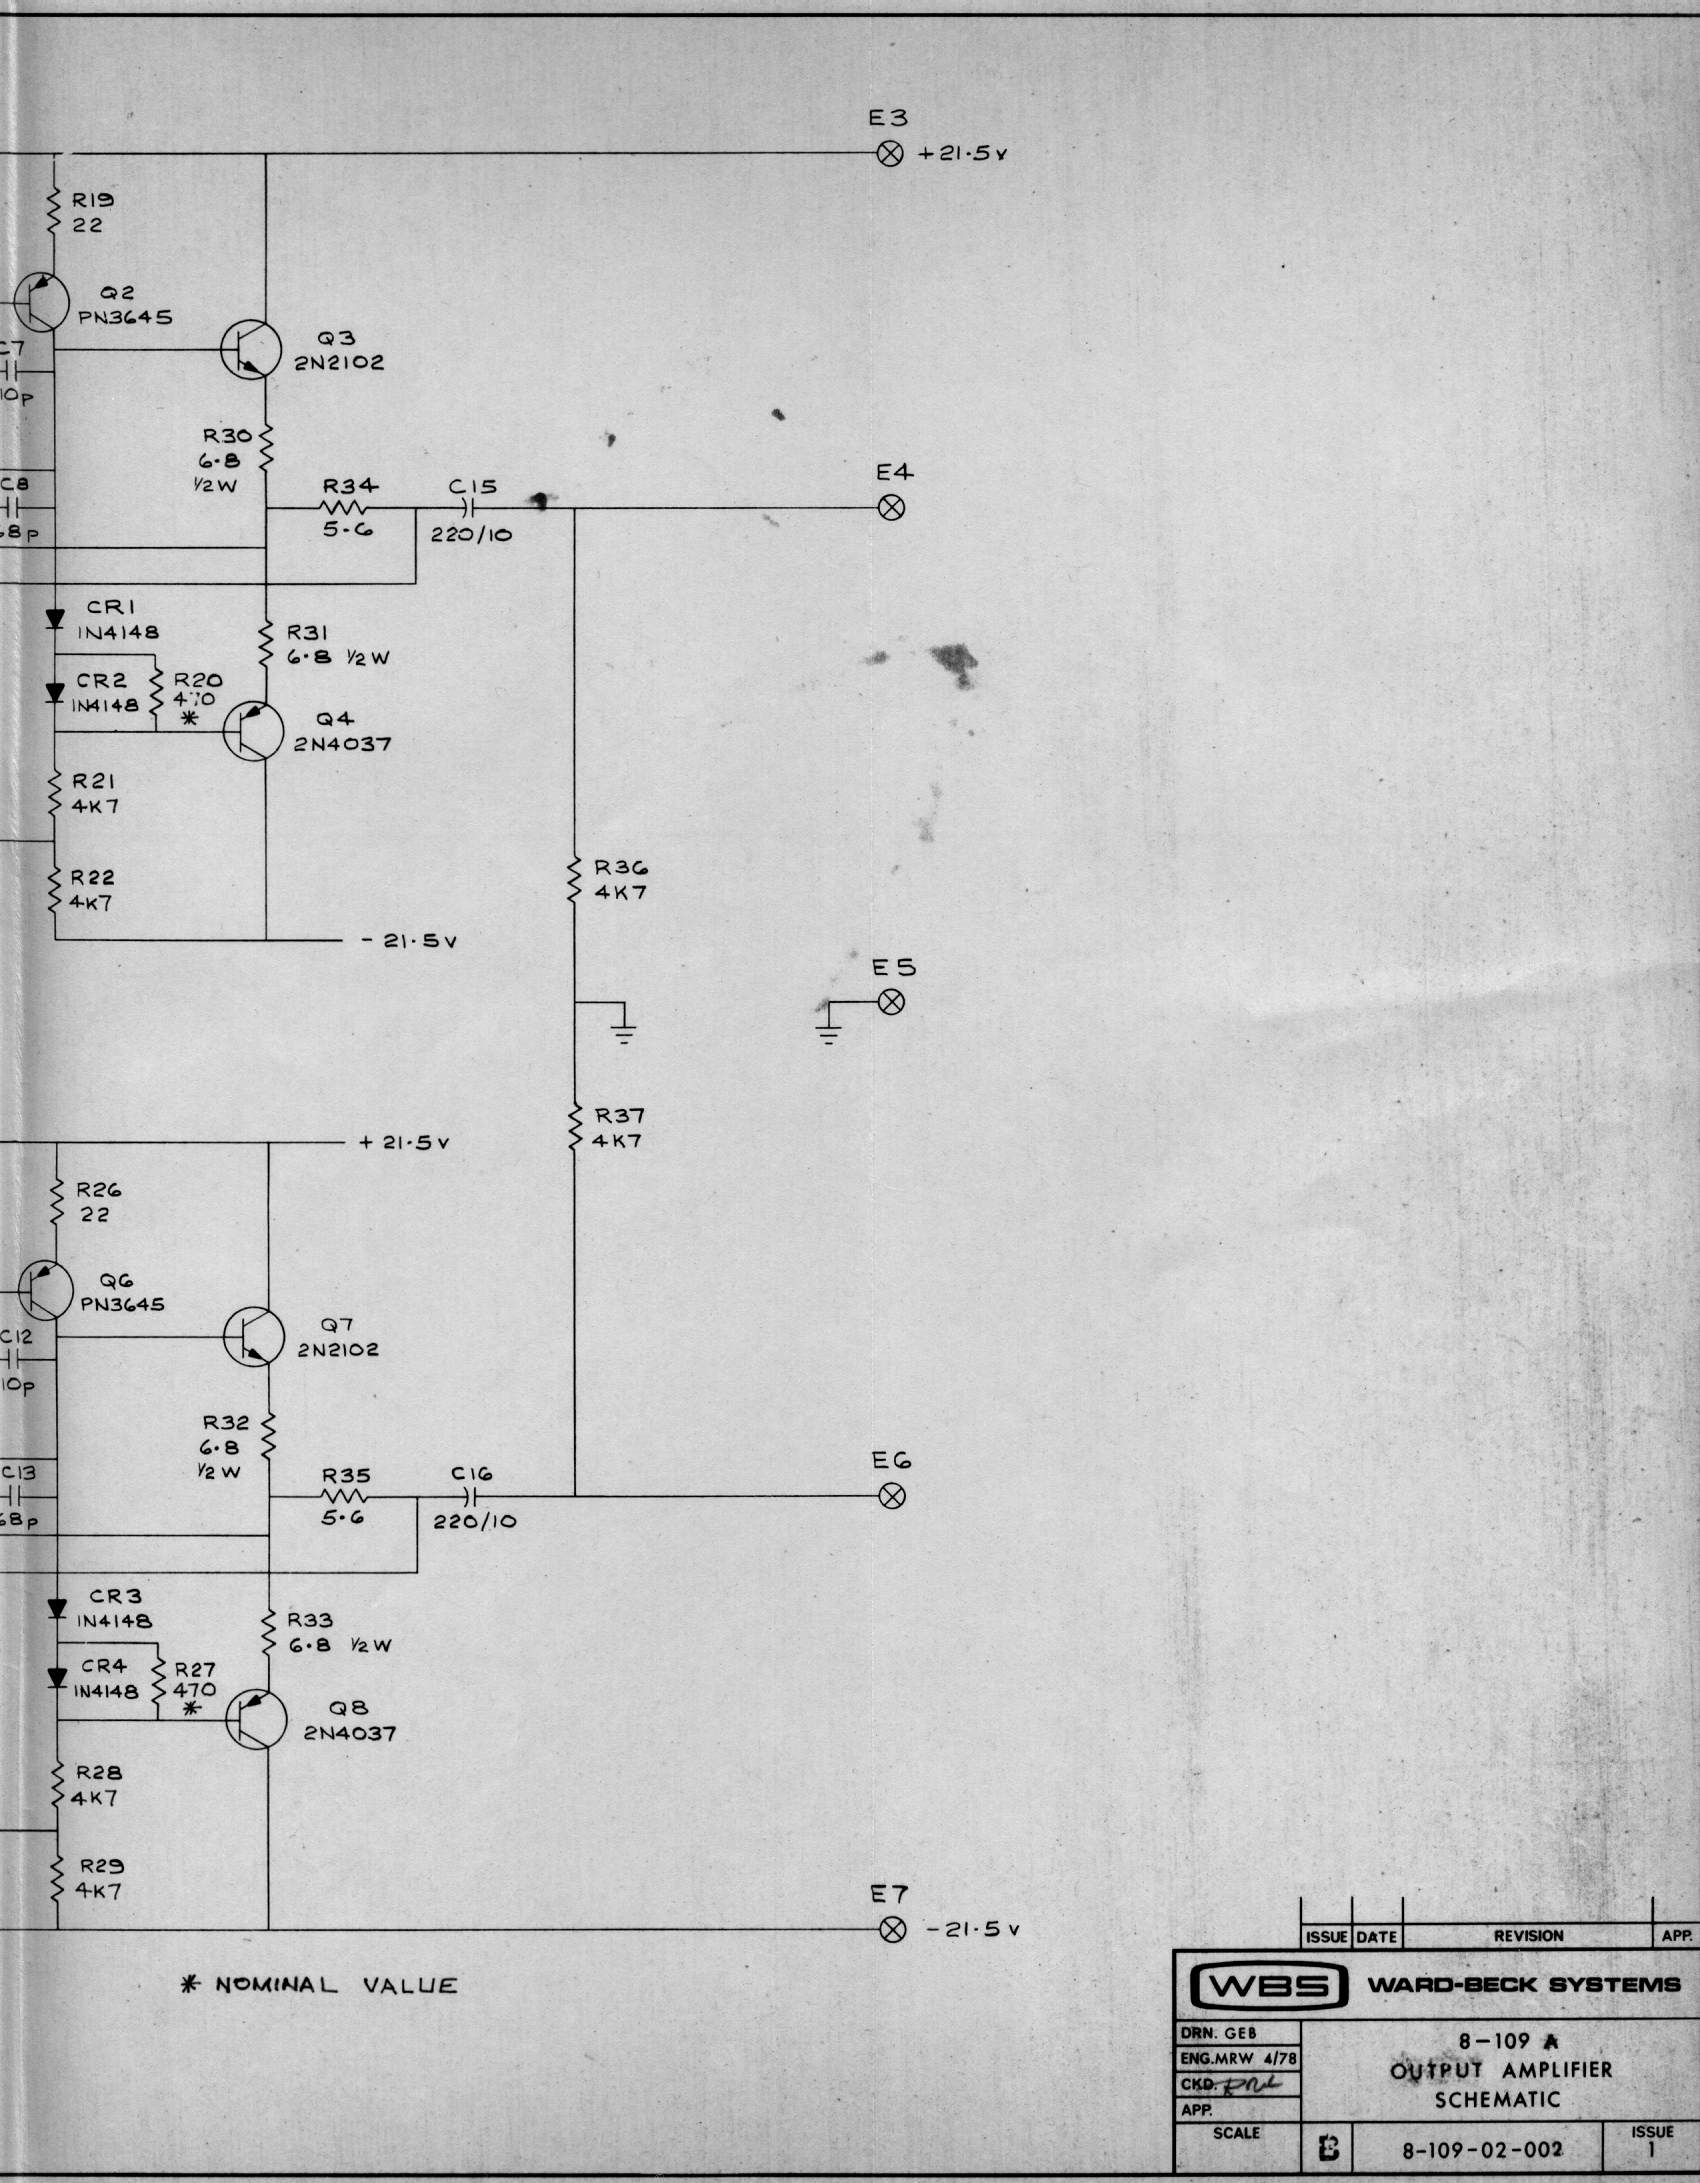 E3
+21.5v
R19
22
Q2
PN3645
C7
10p
Q3
2N2102
R30
6.8
½W
E4
C8
68p
R34
5.6
C15
220/10
CR1
1N4148
R31
6.8 ½W
CR2
1N4148
R20
470
*
Q4
2N4037
R21
4K7
R22
4K7
- 21.5v
R36
4K7
E5
R37
4K7
+ 21.5v
R26
22
Q6
PN3645
C12
10p
Q7
2N2102
R32
6.8
½W
E6
C13
68p
R35
5.6
C16
220/10
CR3
1N4148
R33
6.8 ½W
CR4
1N4148
R27
470
*
Q8
2N4037
R28
4K7
R29
4K7
E7
-21.5v
* NOMINAL VALUE
ISSUE DATE REVISION APP.
WBS WARD-BECK SYSTEMS
DRN. GEB
ENG. MRW 4/78
CKD.
APP.
SCALE
8-109 A
OUTPUT AMPLIFIER
SCHEMATIC
B
8-109-02-002
ISSUE
1